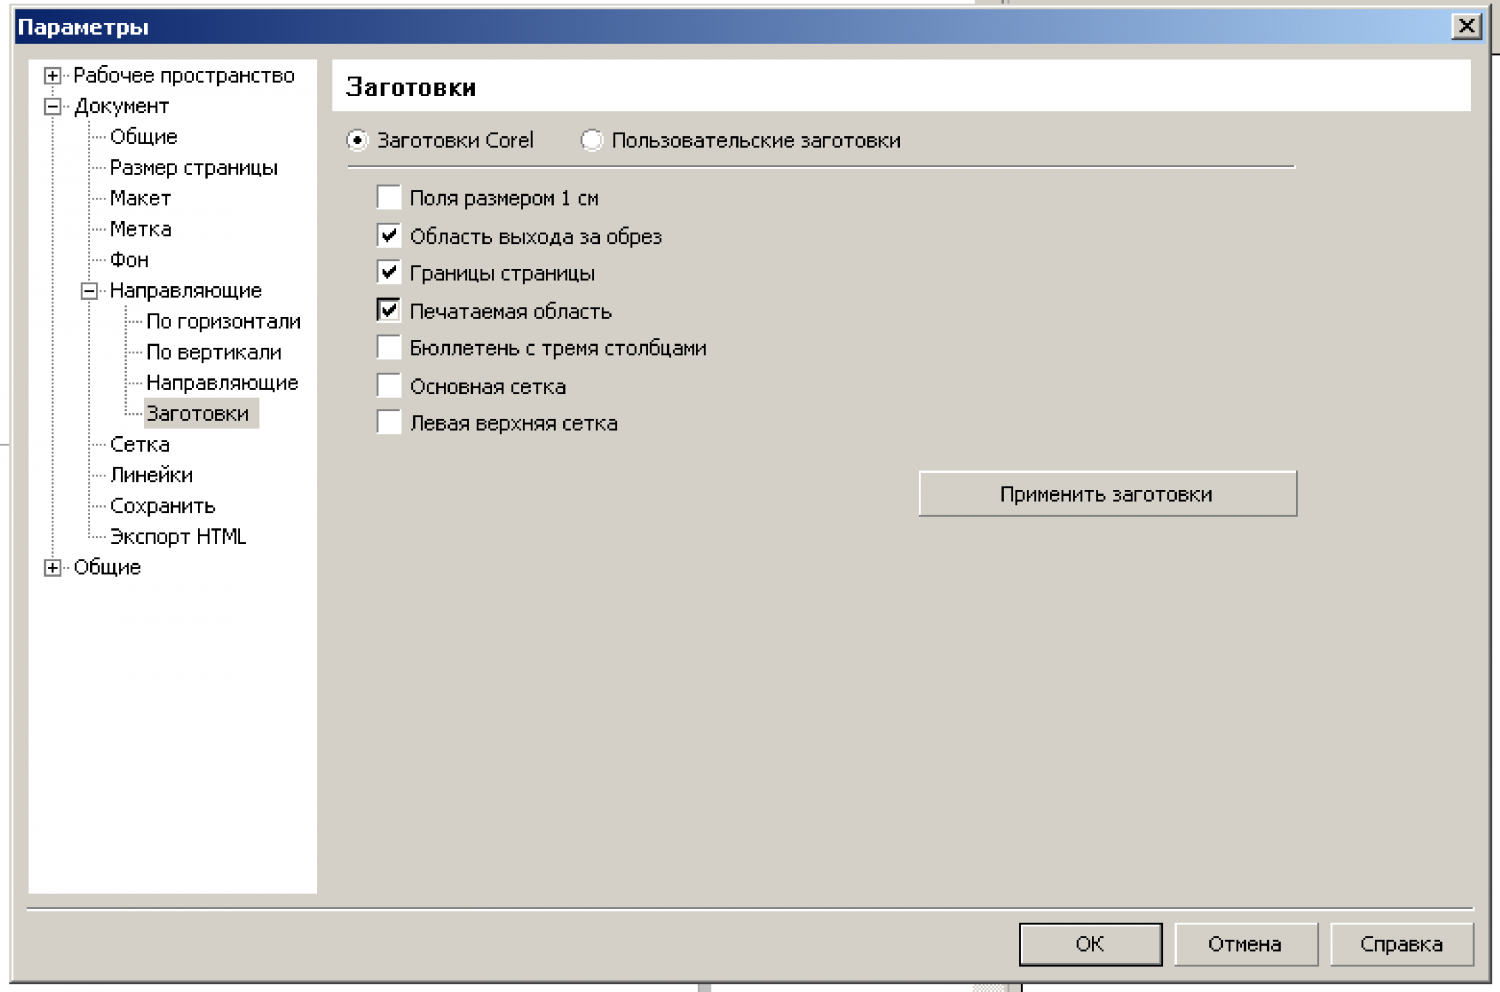 Параметры
Рабочее пространство
Документ
Общие
Размер страницы
Макет
Метка
Фон
Направляющие
По горизонтали
По вертикали
Направляющие
Заготовки
Сетка
Линейки
Сохранить
Экспорт HTML
Общие
Заготовки
Заготовки Corel Пользовательские заготовки
Поля размером 1 см
Область выхода за обрез
Границы страницы
Печатаемая область
Бюллетень с тремя столбцами
Основная сетка
Левая верхняя сетка
Применить заготовки
ОК Отмена Справка